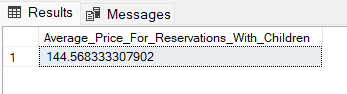 Results Messages
Average_Price_For_Reservations_With_Children
1 144.568333307902